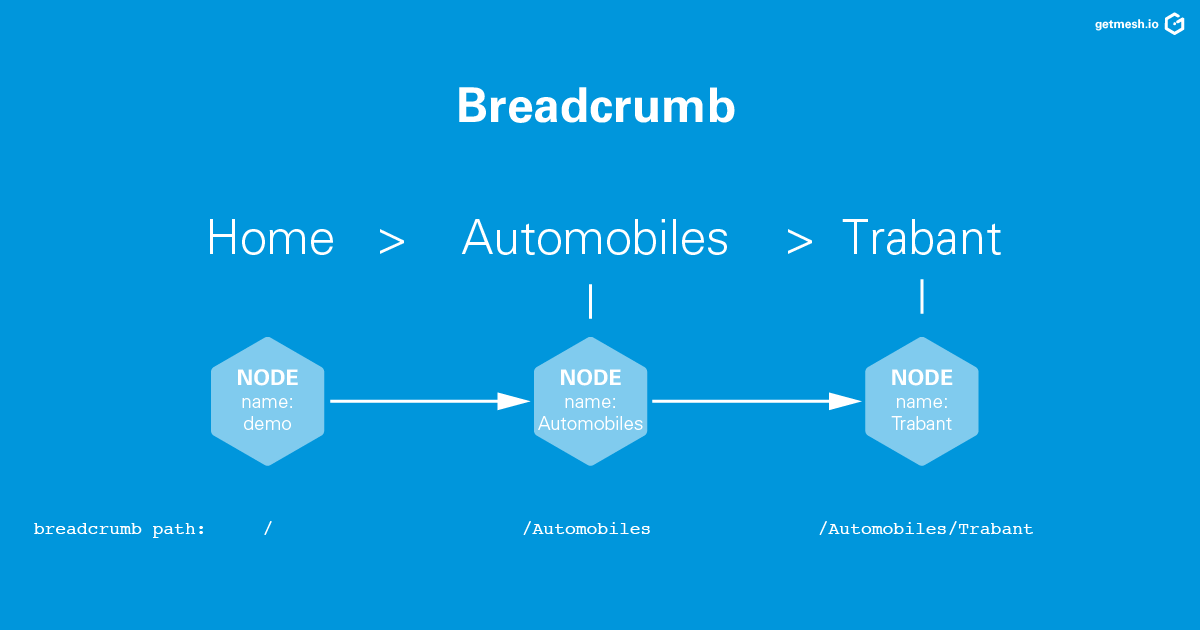 getmesh.io
Breadcrumb
Home > Automobiles > Trabant
NODE
name:
demo
NODE
name:
Automobiles
NODE
name:
Trabant
breadcrumb path: / /Automobiles /Automobiles/Trabant